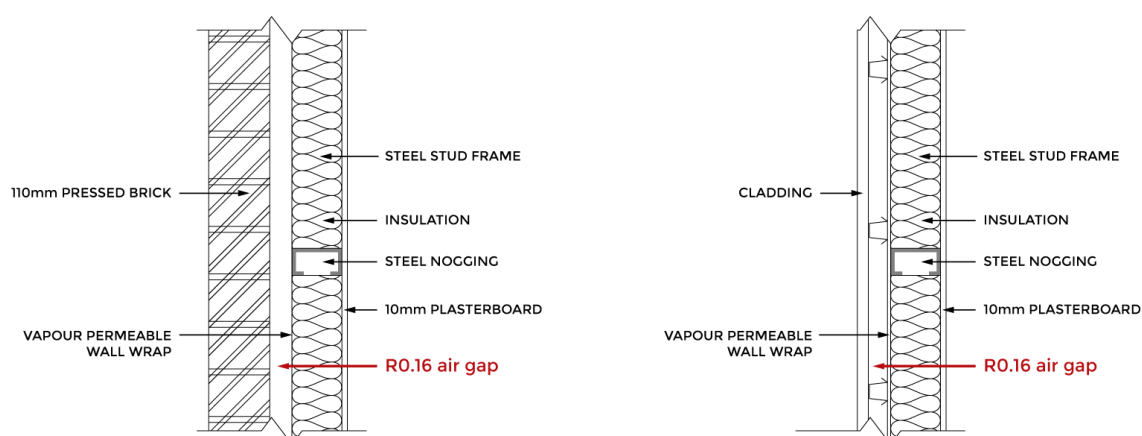 STEEL STUD FRAME
110mm PRESSED BRICK
INSULATION
STEEL NOGGING
10mm PLASTERBOARD
VAPOUR PERMEABLE
WALL WRAP
R0.16 air gap
STEEL STUD FRAME
CLADDING
INSULATION
STEEL NOGGING
10mm PLASTERBOARD
VAPOUR PERMEABLE
WALL WRAP
R0.16 air gap